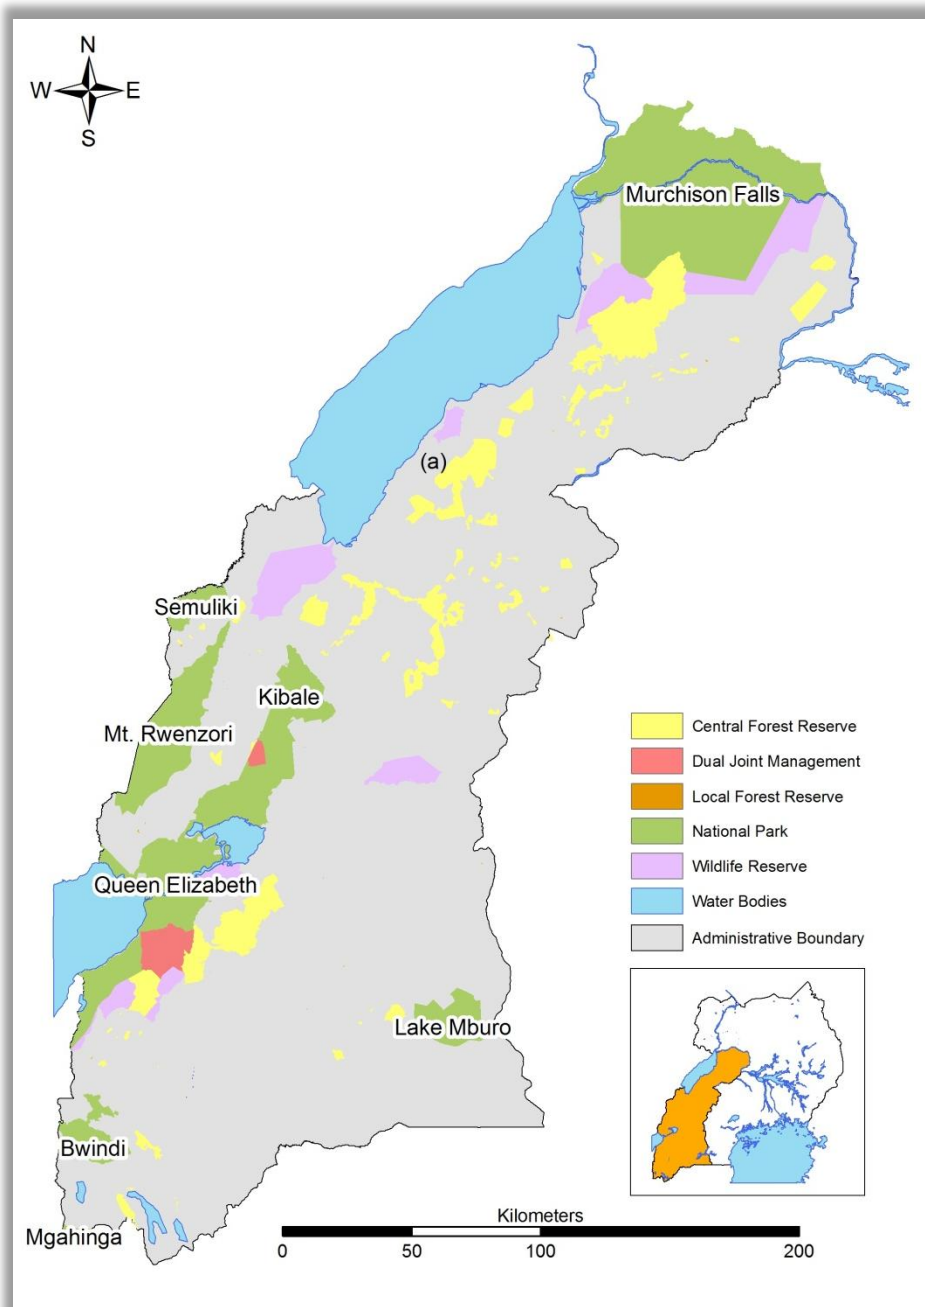 N
W E
S
Murchison Falls
(a)
Semuliki
Kibale
Mt. Rwenzori
Central Forest Reserve
Dual Joint Management
Local Forest Reserve
National Park
Wildlife Reserve
Water Bodies
Administrative Boundary
Queen Elizabeth
Lake Mburo
Bwindi
Mgahinga
Kilometers
0 50 100 200